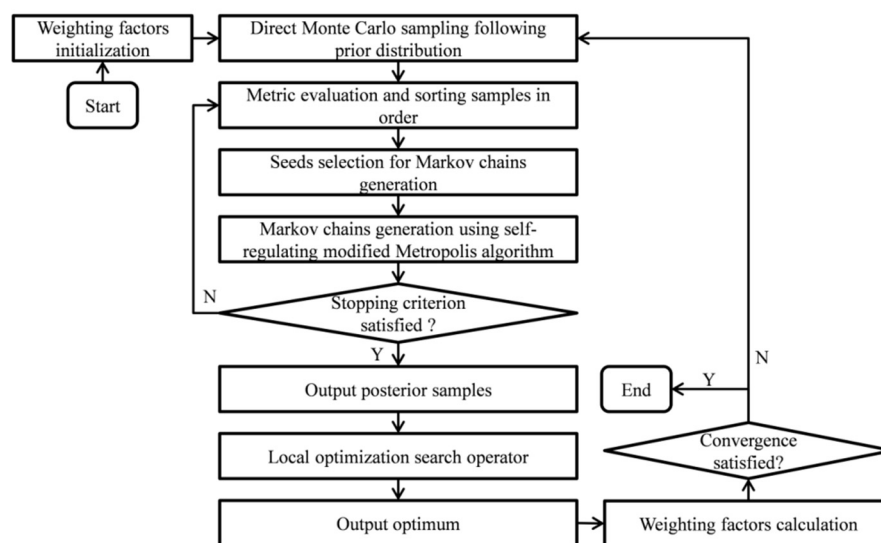 Weighting factors
initialization
Direct Monte Carlo sampling following
prior distribution
Start
Metric evaluation and sorting samples in
order
Seeds selection for Markov chains
generation
Markov chains generation using self-
regulating modified Metropolis algorithm
N
Stopping criterion
satisfied ?
Y
Output posterior samples
Local optimization search operator
Output optimum
Weighting factors calculation
Convergence
satisfied?
Y
N
End